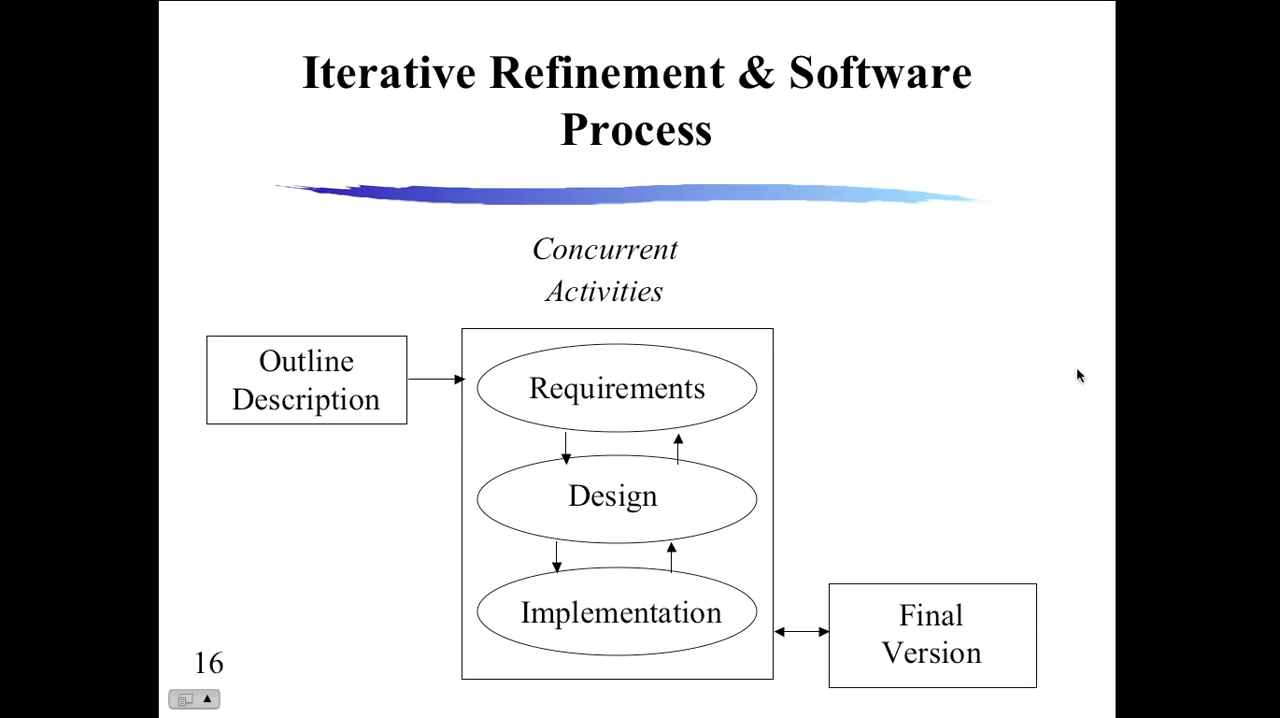 Iterative Refinement & Software
Process
Concurrent
Activities
Outline
Description
Requirements
Design
Implementation
Final
Version
16